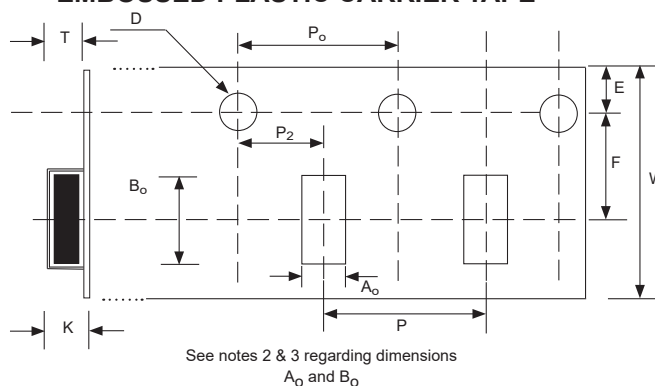 EMBOSSED PLASTIC CARRIER TAPE
D
T
Po
E
P2
F
Bo
W
Ao
K
P
See notes 2 & 3 regarding dimensions
Ao and Bo